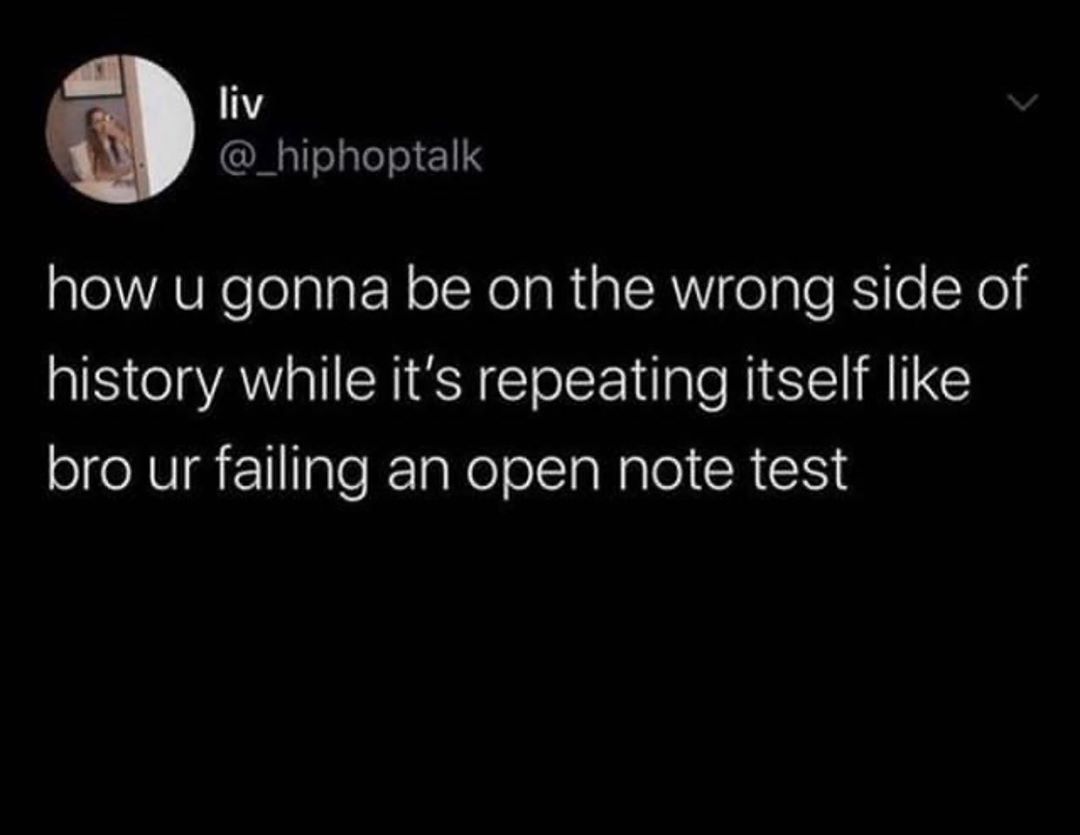 liv
@_hiphoptalk
how u gonna be on the wrong side of
history while it's repeating itself like
bro ur failing an open note test